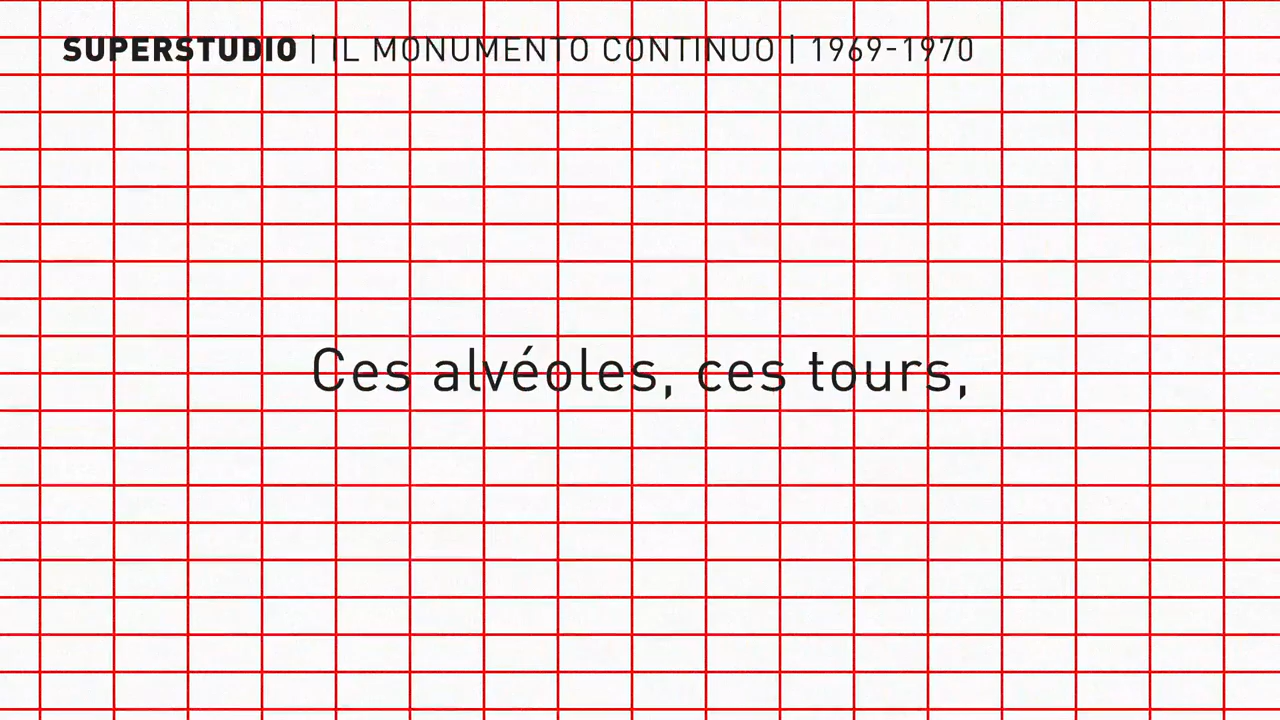 SUPERSTUDIO | IL MONUMENTO CONTINUO | 1969-1970
Ces alvéoles, ces tours,